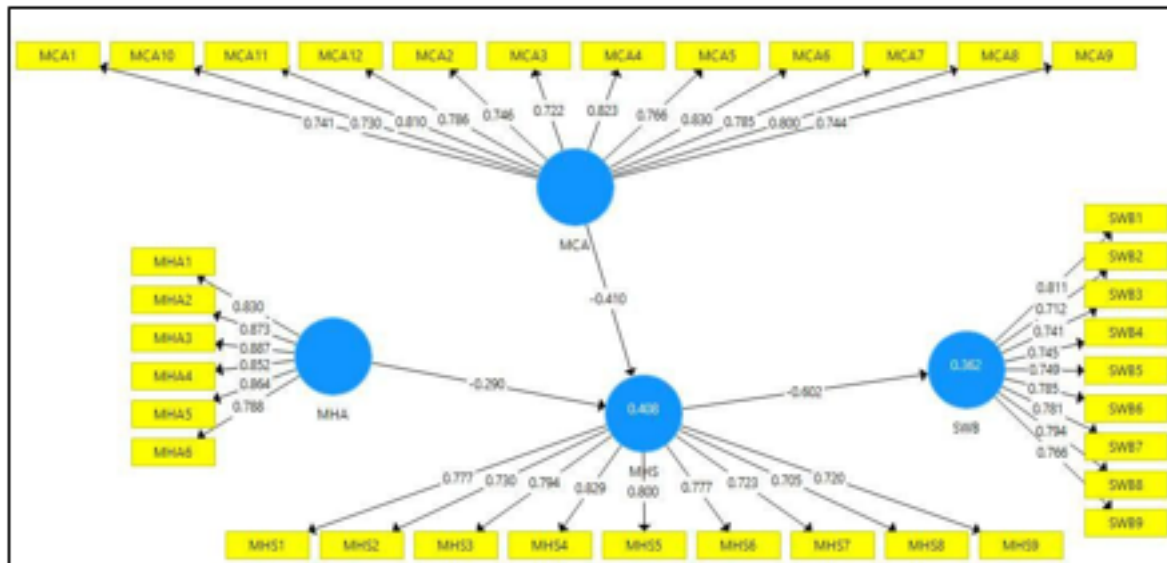 MCA1 MCA10 MCA11 MCA12 MCA2 MCA3 MCA4 MCA5 MCA6 MCA7 MCA8 MCA9
0.741 0.730 0.810 0.786 0.746 0.722 0.823 0.766 0.830 0.785 0.800 0.744
MCA
-0.410
MHA1
MHA2
MHA3
MHA4
MHA5
MHA6
0.830
0.873
0.887
0.852
0.864
0.788
MHA
-0.290
0.408
MHS
-0.602
0.362
SWB
0.811
0.712
0.741
0.745
0.749
0.785
0.781
0.794
0.766
SWB1
SWB2
SWB3
SWB4
SWB5
SWB6
SWB7
SWB8
SWB9
0.777 0.730 0.794 0.829 0.800 0.777 0.723 0.705 0.720
MHS1 MHS2 MHS3 MHS4 MHS5 MHS6 MHS7 MHS8 MHS9